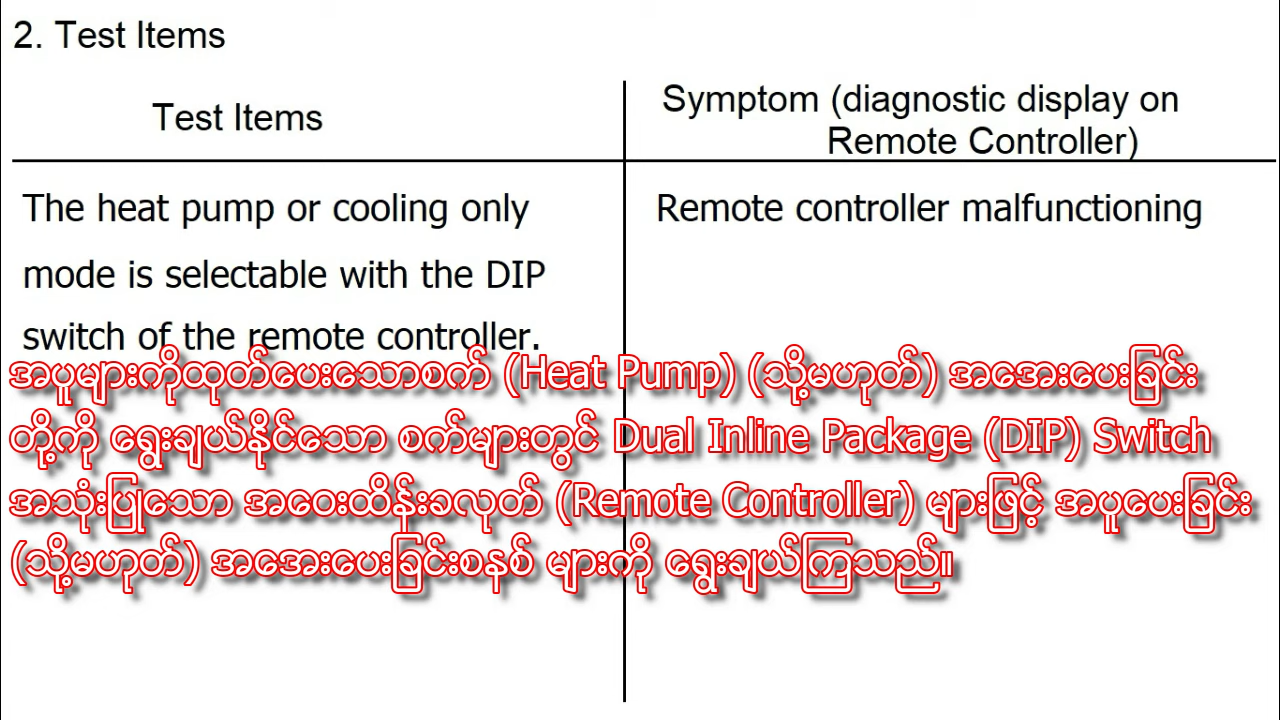 2. Test Items
Test Items
Symptom (diagnostic display on
Remote Controller)
The heat pump or cooling only
mode is selectable with the DIP
switch of the remote controller.
Remote controller malfunctioning
အပူများကိုထုတ်ပေးသောစက် (Heat Pump) (သို့မဟုတ်) အအေးပေးခြင်း
တို့ကို ရွေးချယ်နိုင်သော စက်များတွင် Dual Inline Package (DIP) Switch
အသုံးပြုသော အဝေးထိန်းခလုတ် (Remote Controller) များဖြင့် အပူပေးခြင်း
(သို့မဟုတ်) အအေးပေးခြင်းစနစ် များကို ရွေးချယ်ကြသည်။